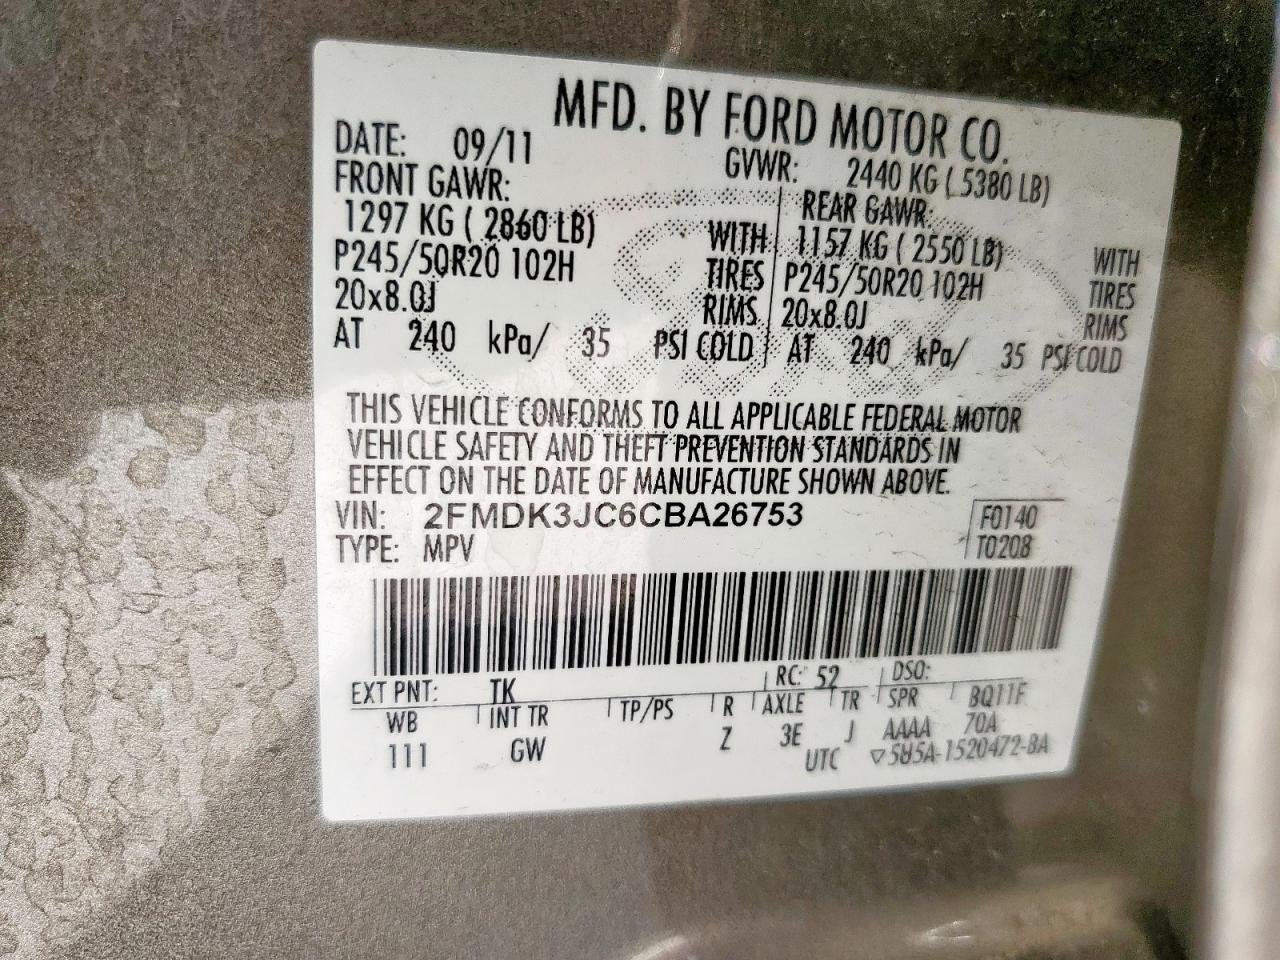 MFD. BY FORD MOTOR CO.
DATE: 09/11 GVWR: 2440 KG ( 5380 LB)
FRONT GAWR: REAR GAWR:
1297 KG ( 2860 LB) WITH 1157 KG ( 2550 LB) WITH
P245/50R20 102H TIRES P245/50R20 102H TIRES
20x8.0J RIMS 20x8.0J RIMS
AT 240 kPa/ 35 PSI COLD AT 240 kPa/ 35 PSI COLD
THIS VEHICLE CONFORMS TO ALL APPLICABLE FEDERAL MOTOR
VEHICLE SAFETY AND THEFT PREVENTION STANDARDS IN
EFFECT ON THE DATE OF MANUFACTURE SHOWN ABOVE.
VIN: 2FMDK3JC6CBA26753 F0140
TYPE: MPV T0208
EXT PNT: TK RC: 52 DSO:
WB INT TR TP/PS R AXLE TR SPR BQ11F
111 GW Z 3E J AAAA 70A
UTC ▽5U5A-1520472-BA